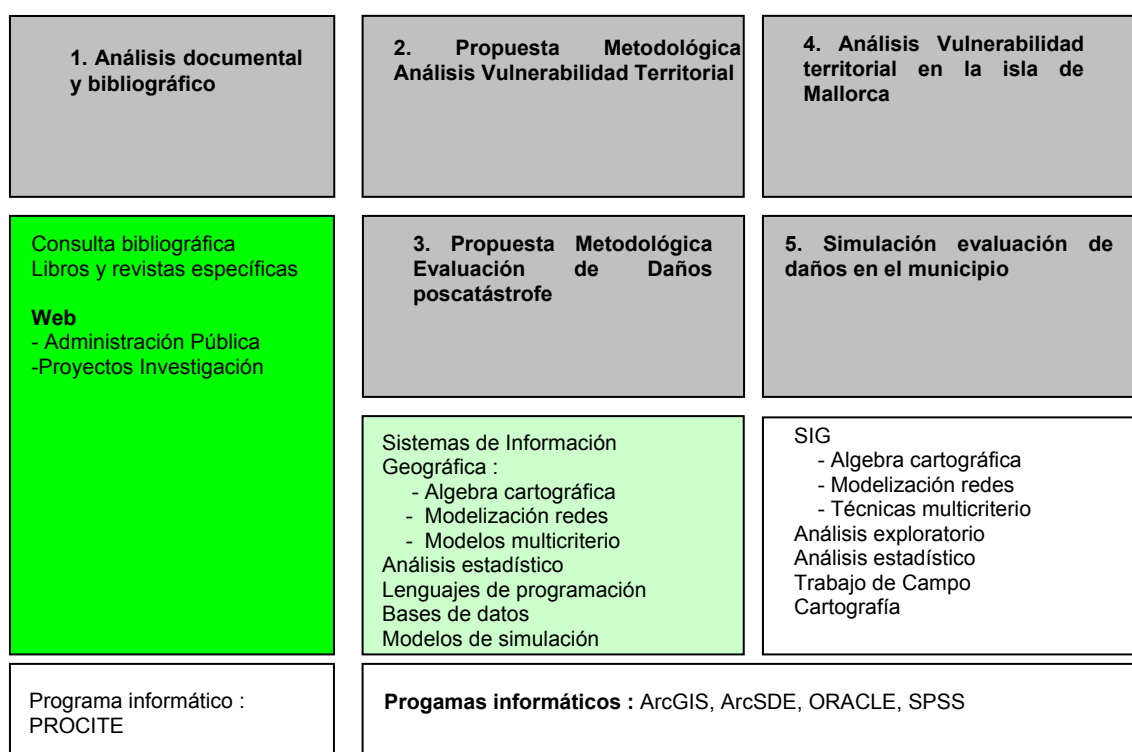 1. Análisis documental
y bibliográfico
2. Propuesta Metodológica
Análisis Vulnerabilidad Territorial
4. Análisis Vulnerabilidad
territorial en la isla de
Mallorca
Consulta bibliográfica
Libros y revistas específicas
Web
- Administración Pública
-Proyectos Investigación
3. Propuesta Metodológica
Evaluación de Daños
poscatástrofe
5. Simulación evaluación de
daños en el municipio
Sistemas de Información
Geográfica :
- Algebra cartográfica
- Modelización redes
- Modelos multicriterio
Análisis estadístico
Lenguajes de programación
Bases de datos
Modelos de simulación
SIG
- Algebra cartográfica
- Modelización redes
- Técnicas multicriterio
Análisis exploratorio
Análisis estadístico
Trabajo de Campo
Cartografía
Programa informático :
PROCITE
Progamas informáticos : ArcGIS, ArcSDE, ORACLE, SPSS